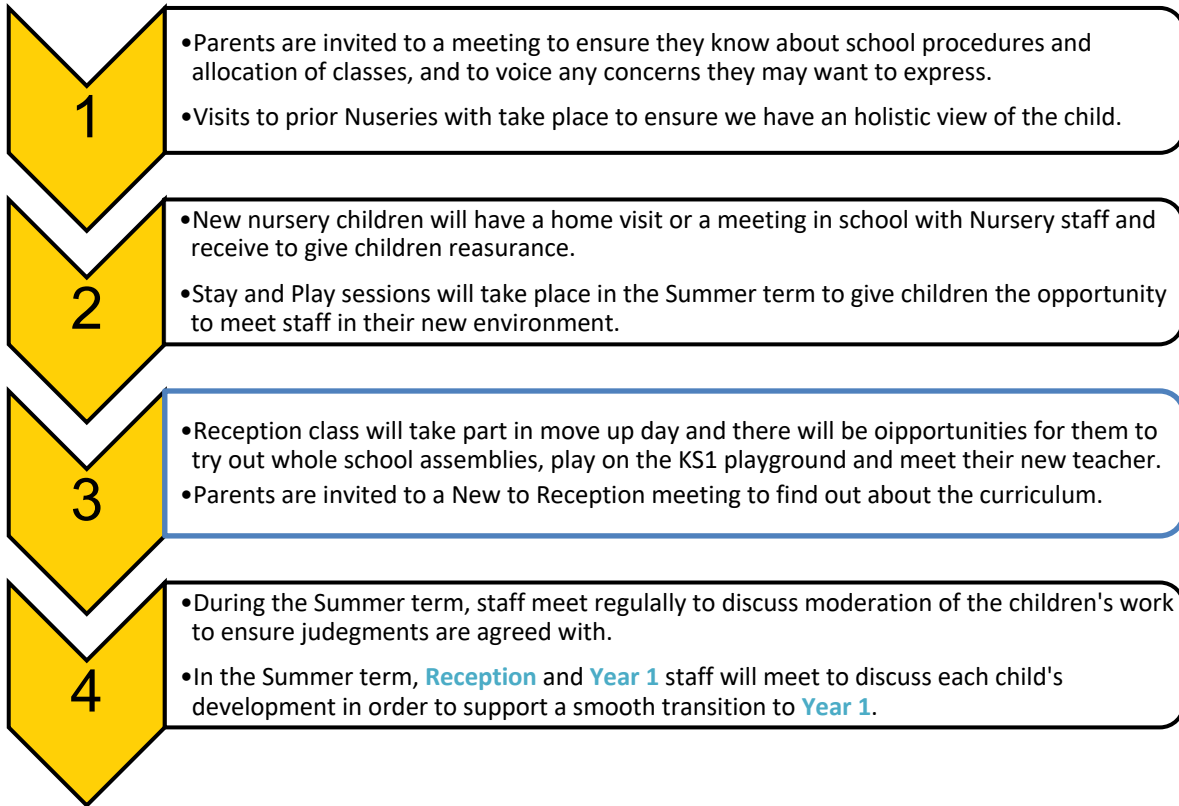 1
•Parents are invited to a meeting to ensure they know about school procedures and
allocation of classes, and to voice any concerns they may want to express.
•Visits to prior Nuseries with take place to ensure we have an holistic view of the child.
2
•New nursery children will have a home visit or a meeting in school with Nursery staff and
receive to give children reasurance.
•Stay and Play sessions will take place in the Summer term to give children the opportunity
to meet staff in their new environment.
3
•Reception class will take part in move up day and there will be oipportunities for them to
try out whole school assemblies, play on the KS1 playground and meet their new teacher.
•Parents are invited to a New to Reception meeting to find out about the curriculum.
4
•During the Summer term, staff meet regulally to discuss moderation of the children's work
to ensure judegments are agreed with.
•In the Summer term, Reception and Year 1 staff will meet to discuss each child's
development in order to support a smooth transition to Year 1.